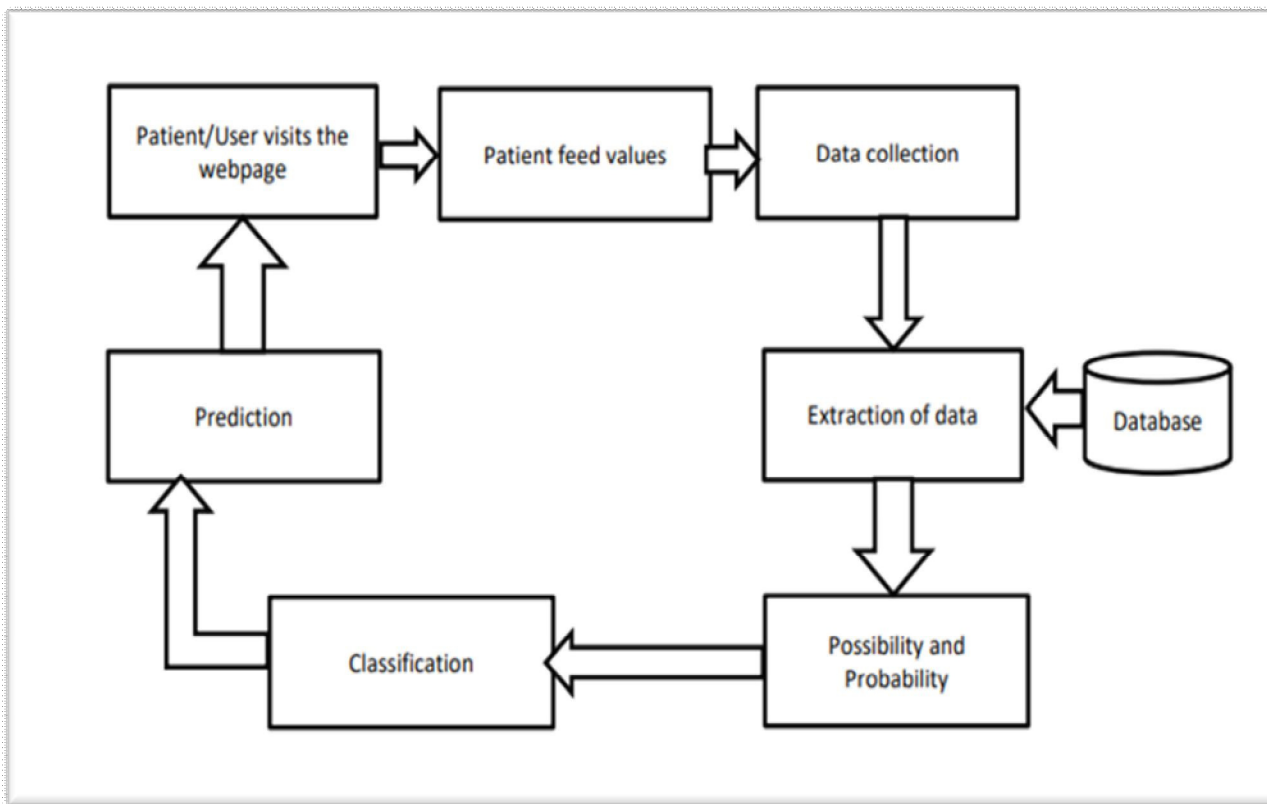 Patient/User visits the
webpage
Patient feed values
Data collection
Prediction
Extraction of data
Database
Classification
Possibility and
Probability